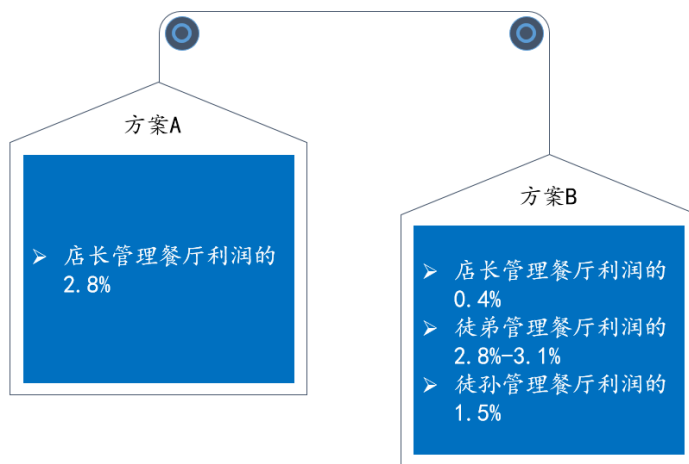 方案A
➢ 店长管理餐厅利润的
2.8%
方案B
➢ 店长管理餐厅利润的
0.4%
➢ 徒弟管理餐厅利润的
2.8%-3.1%
➢ 徒孙管理餐厅利润的
1.5%